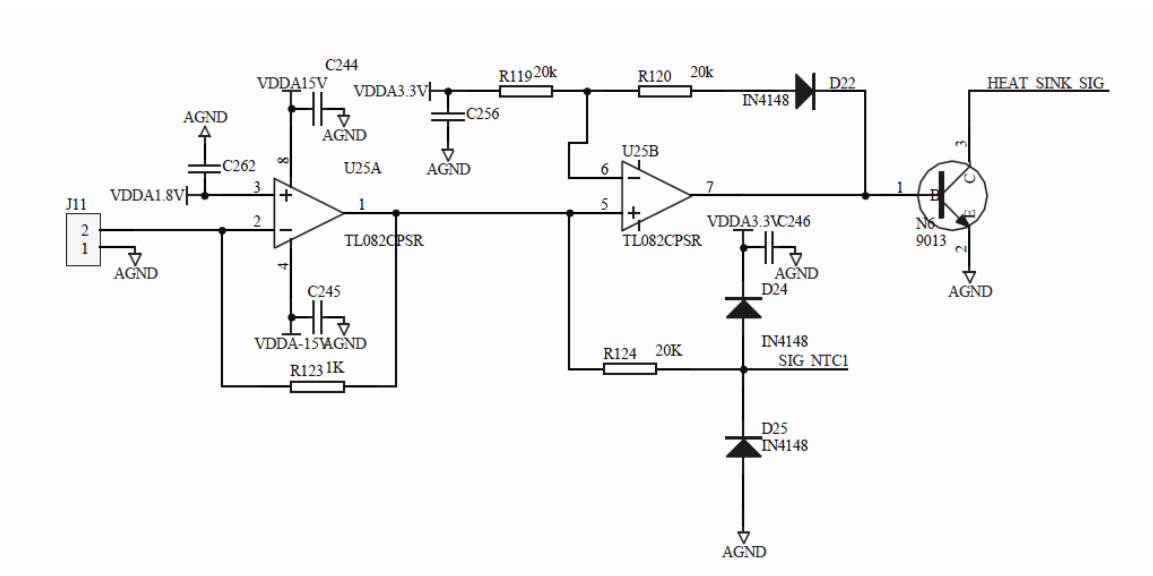 C244
VDDA15V
AGND
R119
20k
R120
20k
VDDA3.3V
IN4148
D22
HEAT_SINK_SIG
C256
AGND
AGND
C262
8
U25A
AGND
U25B
3
C
VDDA1.8V
3
6
7
1
B
J11
2
1
2
1
5
E
TL082CPSR
TL082CPSR
VDDA3.3V
C246
N6
9013
2
AGND
4
AGND
AGND
C245
D24
VDDA-15V
AGND
IN4148
R123
1K
R124
20K
SIG_NTC1
D25
IN4148
AGND